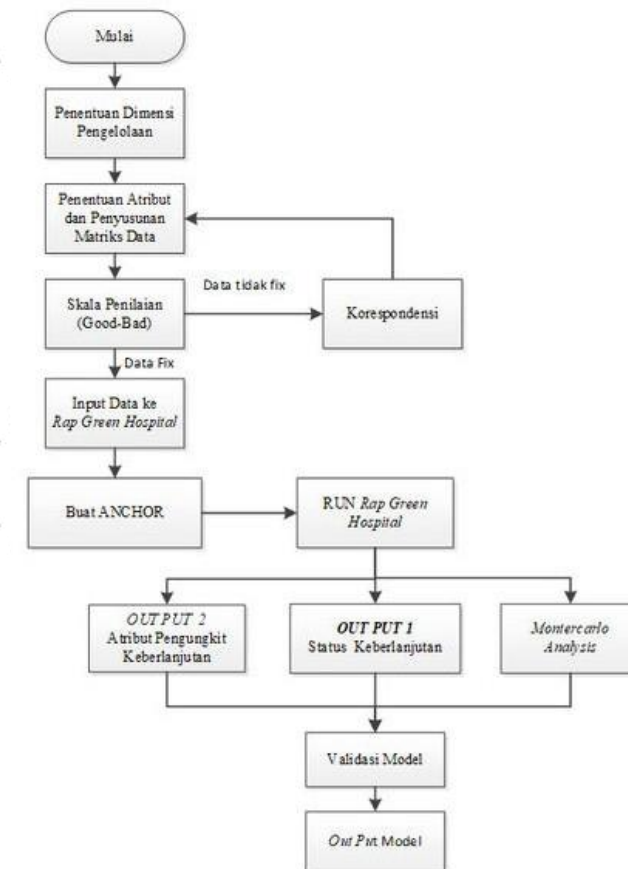 Mulai
Penentuan Dimensi
Pengelolaan
Penentuan Atribut
dan Penyusunan
Matriks Data
Data tidak fix
Skala Penilaian
(Good-Bad)
Korespondensi
Data Fix
Input Data ke
Rap Green Hospital
Buat ANCHOR
RUN Rap Green
Hospital
OUTPUT 2
Atribut Pengungkit
Keberlanjutan
OUT PUT 1
Status Keberlanjutan
Montercarlo
Analysis
Validasi Model
Out Put Model